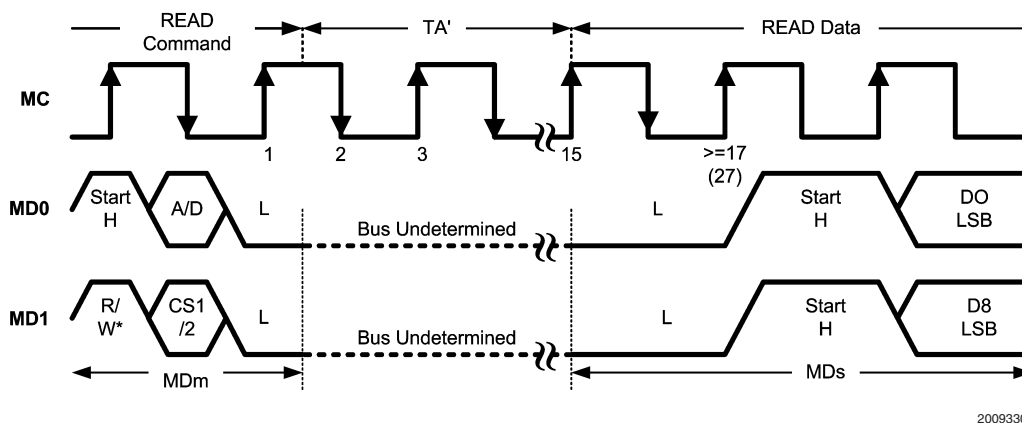 READ
Command
TA'
READ Data
MC
1
2
3
15
>=17
(27)
MD0
Start
H
A/D
L
Bus Undetermined
L
Start
H
DO
LSB
MD1
R/
W*
CS1
/2
L
Bus Undetermined
L
Start
H
D8
LSB
MDm
MDs
2009330